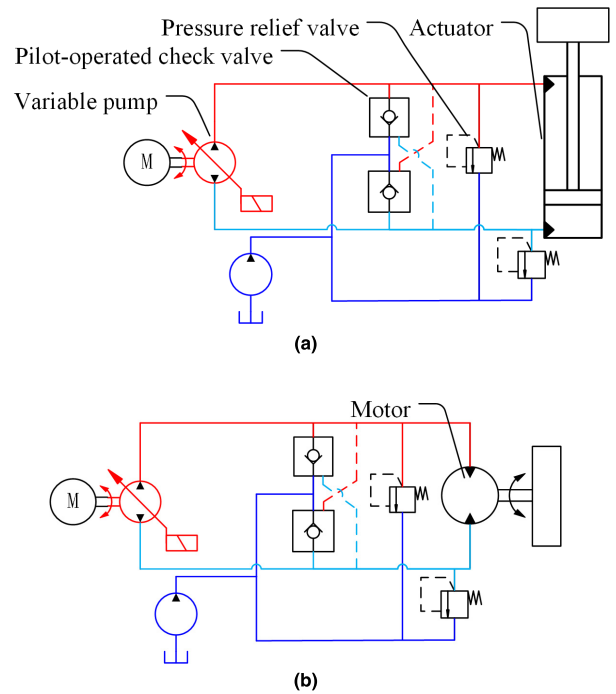 Pressure relief valve
Actuator
Pilot-operated check valve
Variable pump
M
(a)
Motor
M
(b)